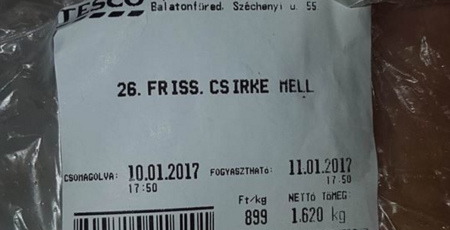 TESCO Balatonfüred, Széchenyi u. 55
26. FRISS. CSIRKE MELL
CSOMAGOLVA: 10.01.2017 FOGYASZTHATÓ: 11.01.2017
17:50 17:50
Ft/kg NETTÓ TÖMEG:
899 1.620 kg